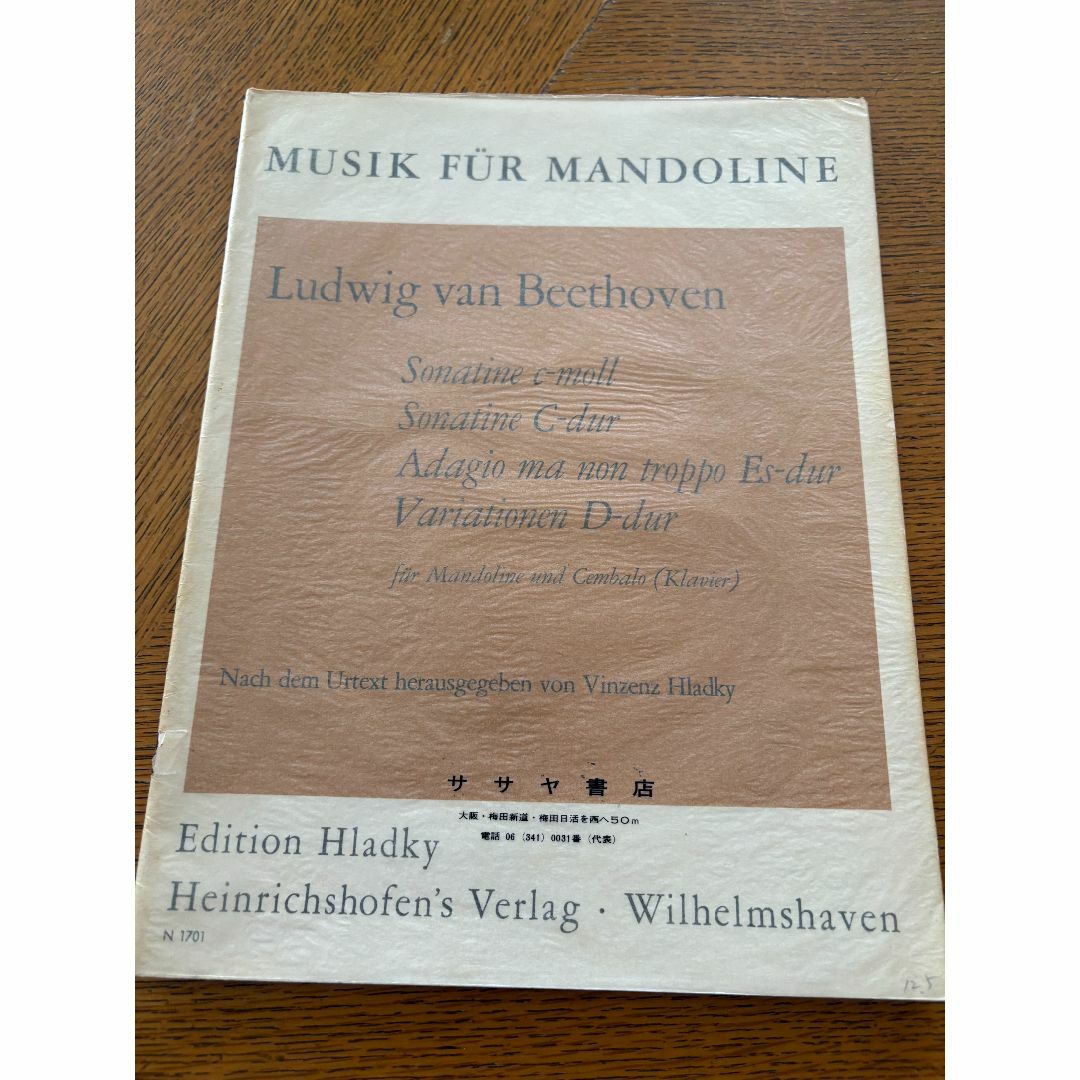 MUSIK FÜR MANDOLINE
Ludwig van Beethoven
Sonatine c-moll
Sonatine C-dur
Adagio ma non troppo Es-dur
Variationen D-dur
für Mandoline und Cembalo (Klavier)
Nach dem Urtext herausgegeben von Vinzenz Hladky
ササヤ書店
大阪・梅田新道・梅田日活を西へ50m
電話 06 (341) 0031番 (代表)
Edition Hladky
Heinrichshofen's Verlag · Wilhelmshaven
N 1701
12.5